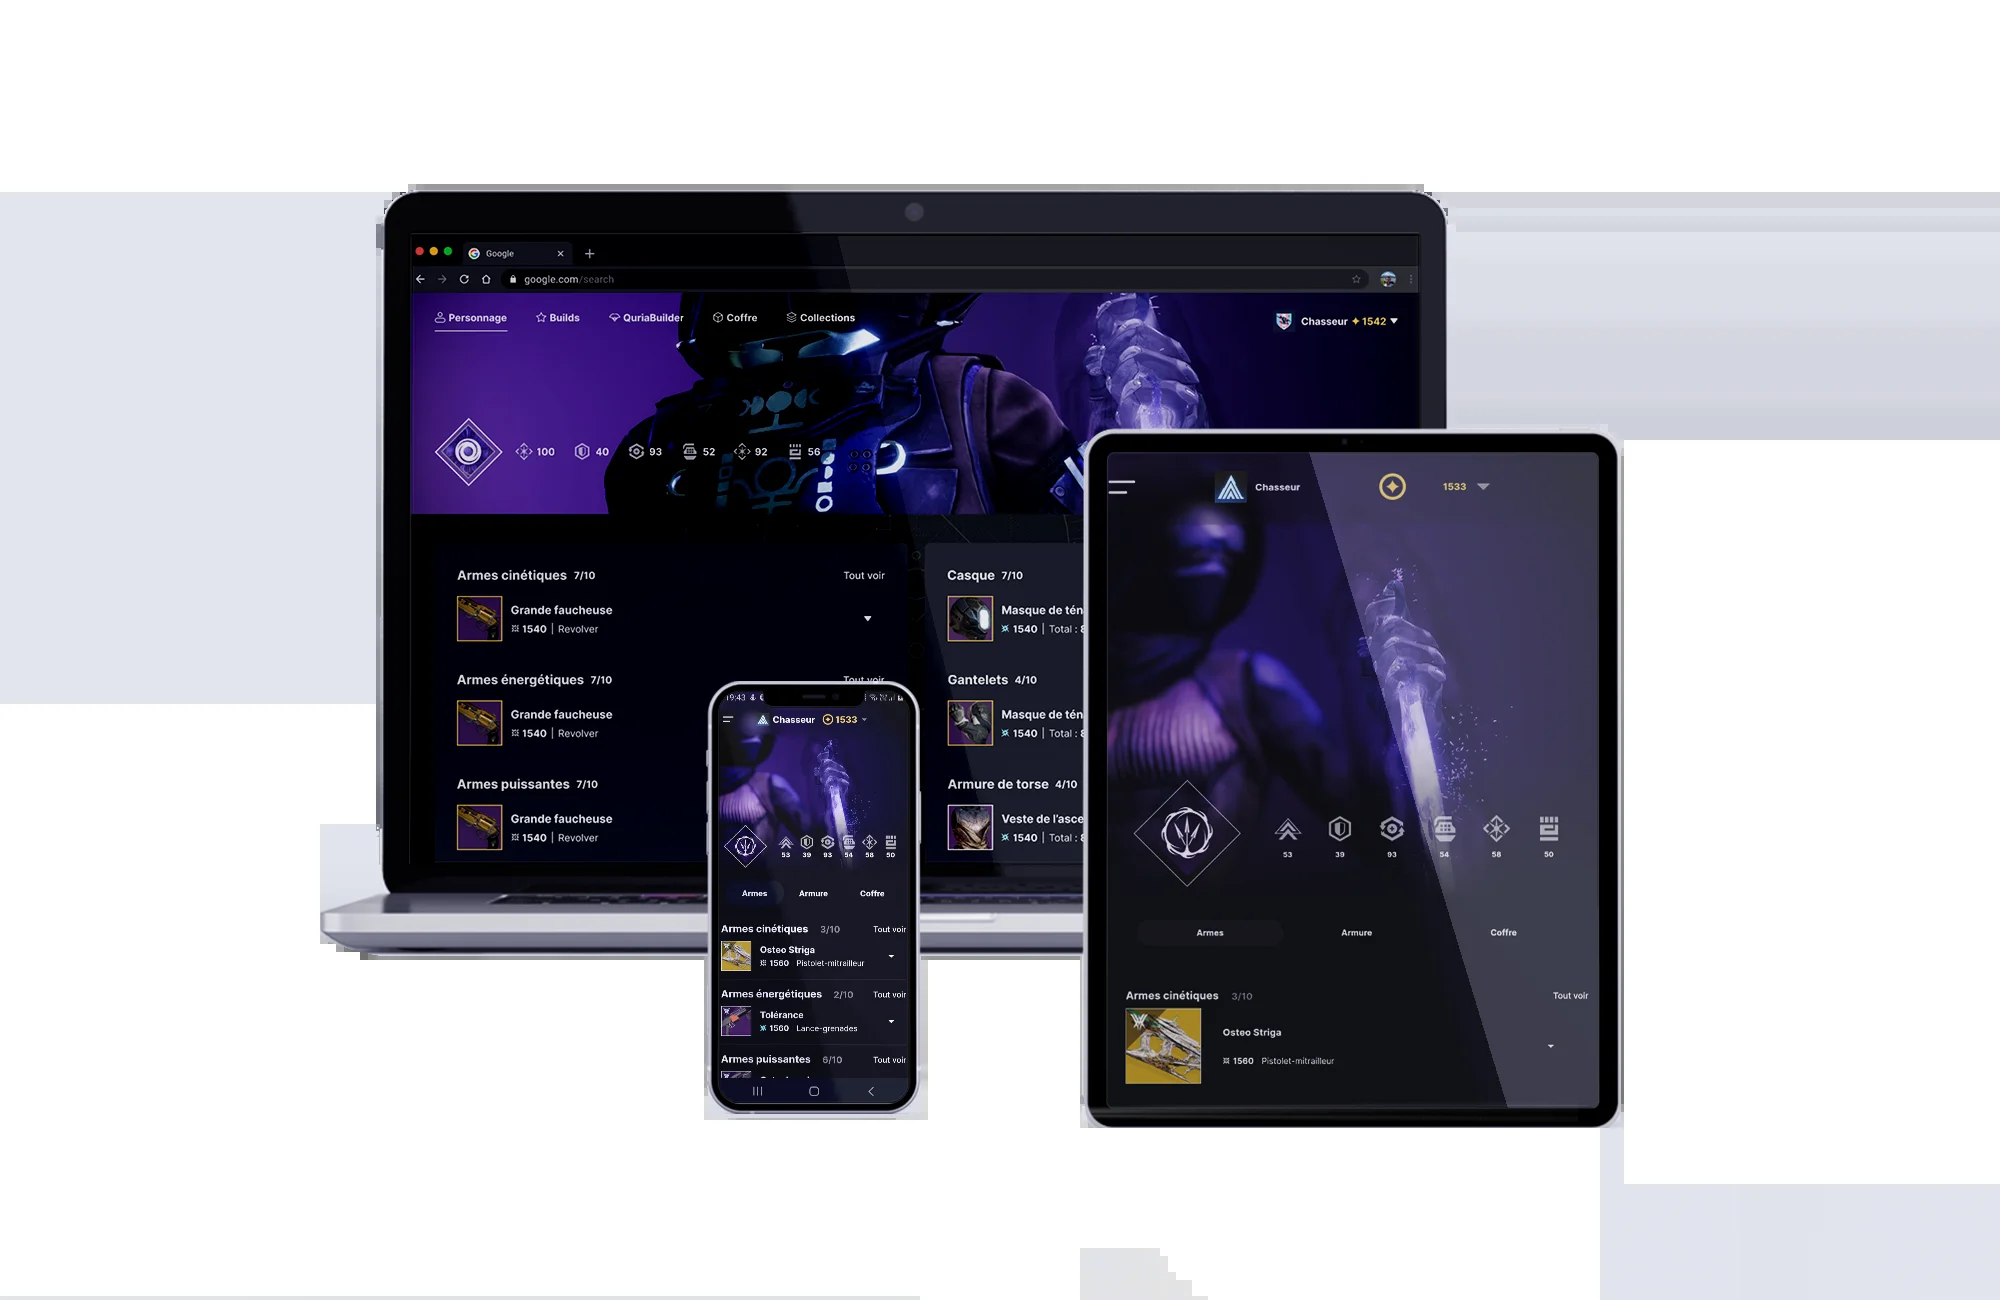 Google
google.com/search
Personnage Builds QuriaBuilder Coffre Collections
Chasseur 1542
100 40 93 52 92 56
Armes cinétiques 7/10 Tout voir
Grande faucheuse
1540 | Revolver
Armes énergétiques 7/10 Tout voir
Grande faucheuse
1540 | Revolver
Armes puissantes 7/10
Grande faucheuse
1540 | Revolver
Casque 7/10
Masque de tén
1540 | Total :
Gantelets 4/10
Masque de tén
1540 | Total :
Armure de torse 4/10
Veste de l'asce
1540 | Total :
19:43
Chasseur 1533
53 39 93 54 58 50
Armes Armure Coffre
Armes cinétiques 3/10 Tout voir
Osteo Striga
1560 Pistolet-mitrailleur
Armes énergétiques 2/10 Tout voir
Tolérance
1560 Lance-grenades
Armes puissantes 6/10 Tout voir
Chasseur 1533
53 39 93 54 58 50
Armes Armure Coffre
Armes cinétiques 3/10 Tout voir
Osteo Striga
1560 Pistolet-mitrailleur